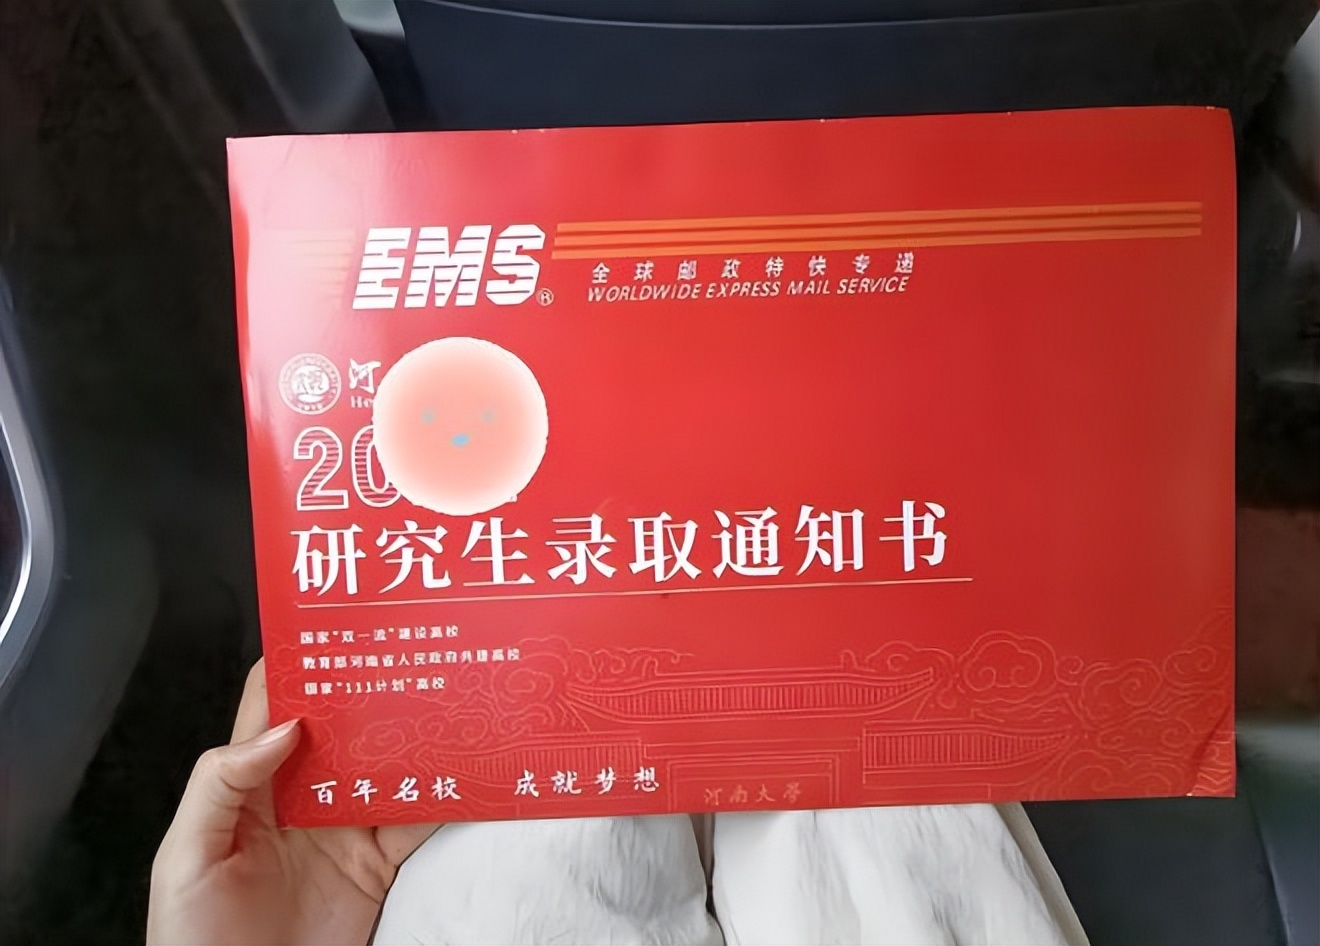 EMS®
全球邮政特快专递
WORLDWIDE EXPRESS MAIL SERVICE
河
He
20
研究生录取通知书
国家“双一流”建设高校
教育部河南省人民政府共建高校
国家“111计划”高校
百年名校 成就梦想
河南大學